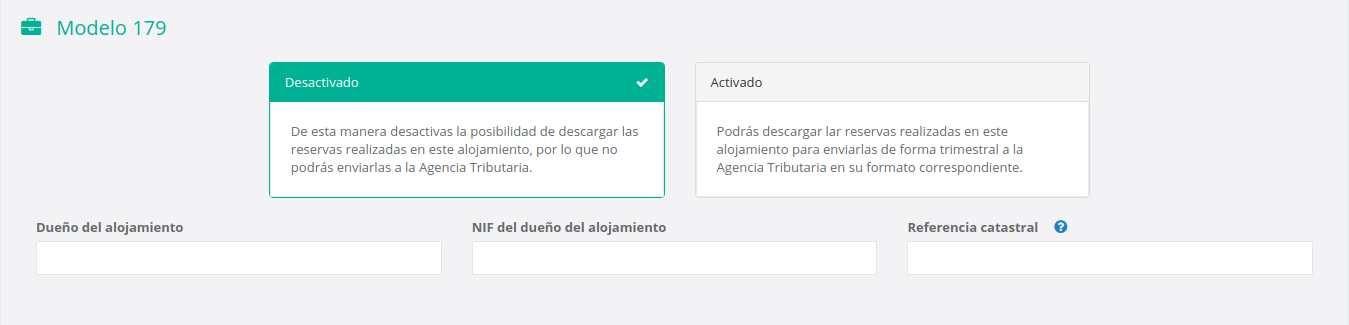 Modelo 179
Desactivado
De esta manera desactivas la posibilidad de descargar las
reservas realizadas en este alojamiento, por lo que no
podrás enviarlas a la Agencia Tributaria.
Activado
Podrás descargar lar reservas realizadas en este
alojamiento para enviarlas de forma trimestral a la
Agencia Tributaria en su formato correspondiente.
Dueño del alojamiento
NIF del dueño del alojamiento
Referencia catastral ?